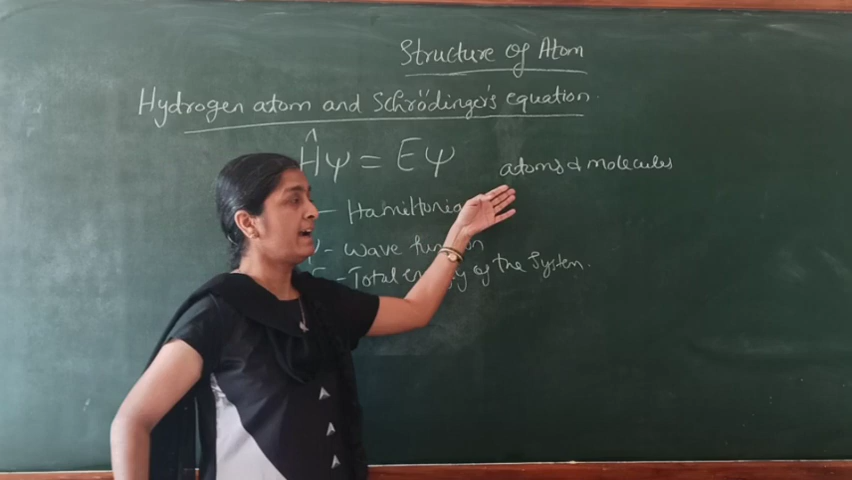 Structure of Atom
Hydrogen atom and Schrödinger's equation.
Ĥψ = Eψ
atoms & molecules
- Hamiltonia
- wave
- Total of the System.